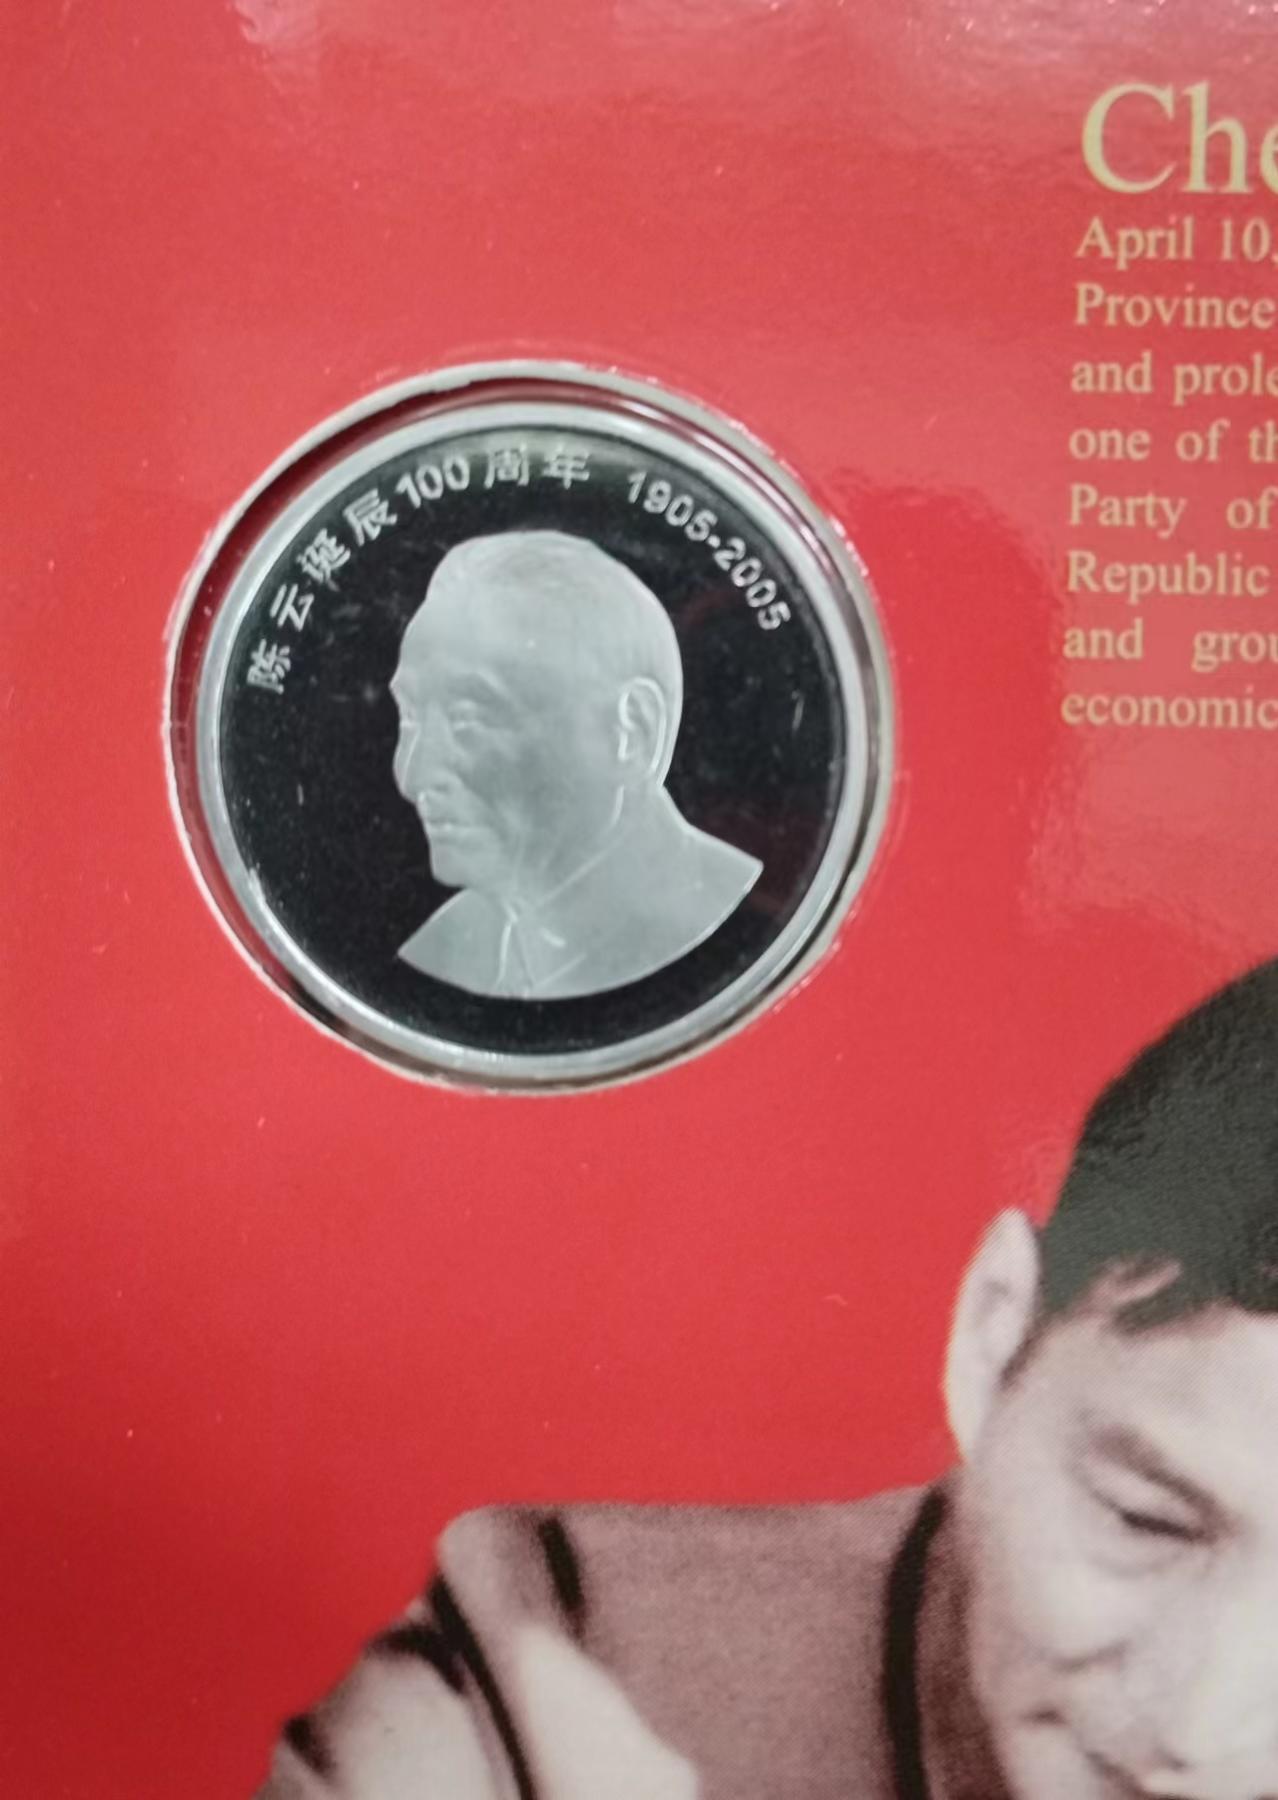 陈云诞辰100周年 1905-2005
Che
April 10,
Province
and prole
one of th
Party of
Republic
and grou
economic